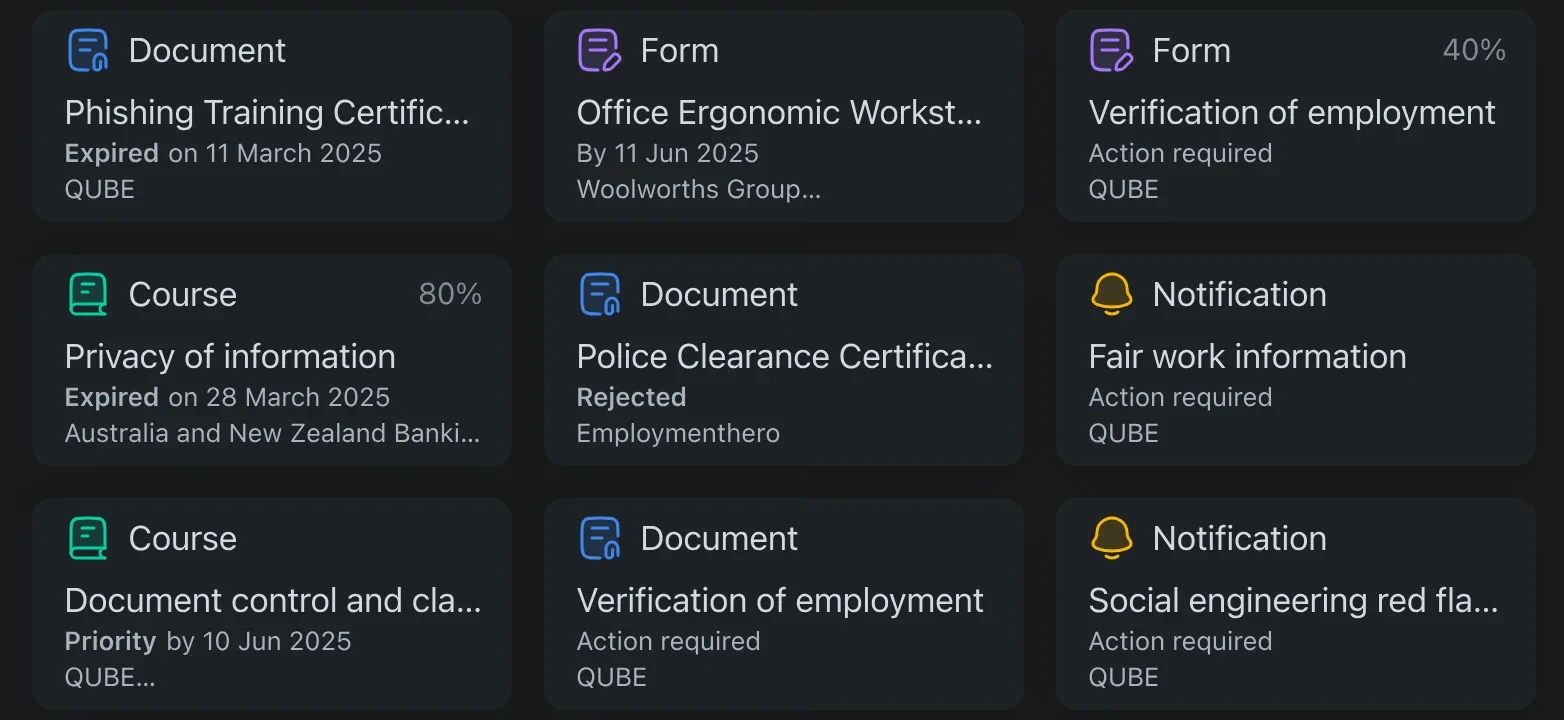 Document
Phishing Training Certific...
Expired on 11 March 2025
QUBE
Form
Office Ergonomic Workst...
By 11 Jun 2025
Woolworths Group...
Form 40%
Verification of employment
Action required
QUBE
Course 80%
Privacy of information
Expired on 28 March 2025
Australia and New Zealand Banki...
Document
Police Clearance Certifica...
Rejected
Employmenthero
Notification
Fair work information
Action required
QUBE
Course
Document control and cla...
Priority by 10 Jun 2025
QUBE...
Document
Verification of employment
Action required
QUBE
Notification
Social engineering red fla...
Action required
QUBE